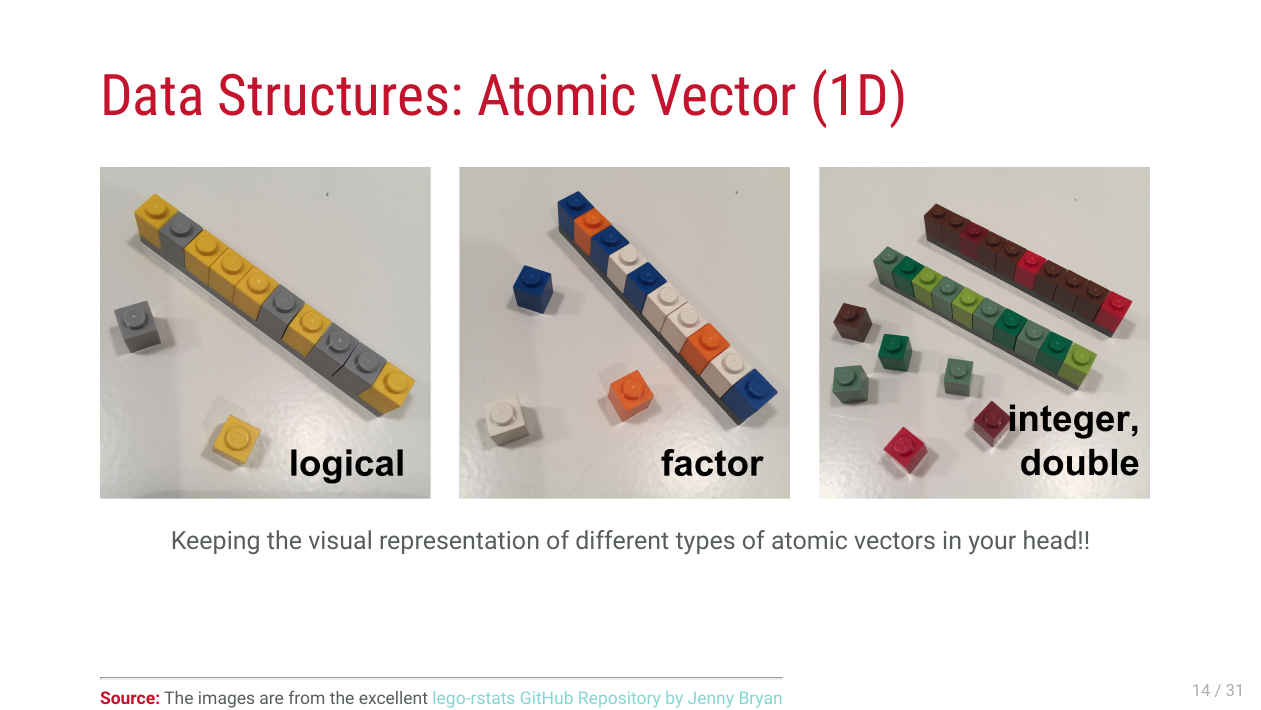 Data Structures: Atomic Vector (1D)
logical
factor
integer,
double
Keeping the visual representation of different types of atomic vectors in your head!!
Source: The images are from the excellent lego-rstats GitHub Repository by Jenny Bryan
14 / 31